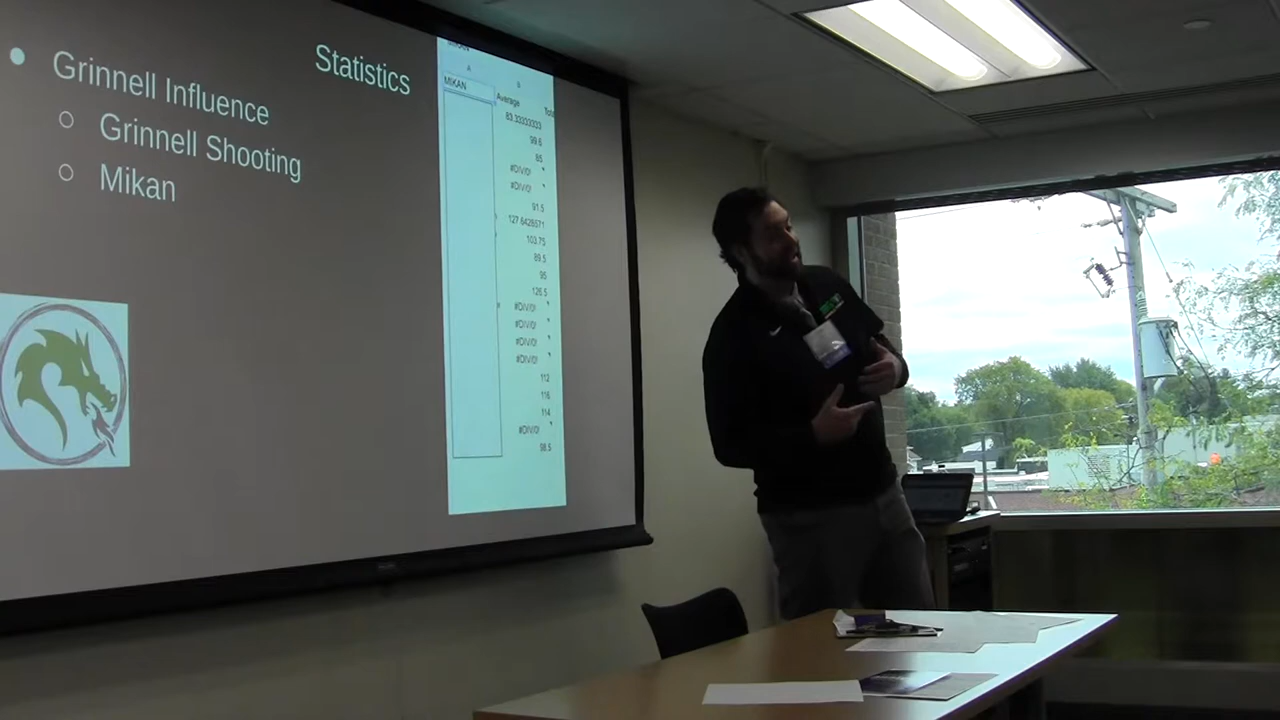 Statistics
Grinnell Influence
Grinnell Shooting
Mikan
A
B
MIKAN
Average
Tot
83.33333333
99.6
85
#DIV/0!
#DIV/0!
91.5
127.6428571
103.75
89.5
95
126.5
#DIV/0!
#DIV/0!
#DIV/0!
#DIV/0!
112
116
114
#DIV/0!
98.5